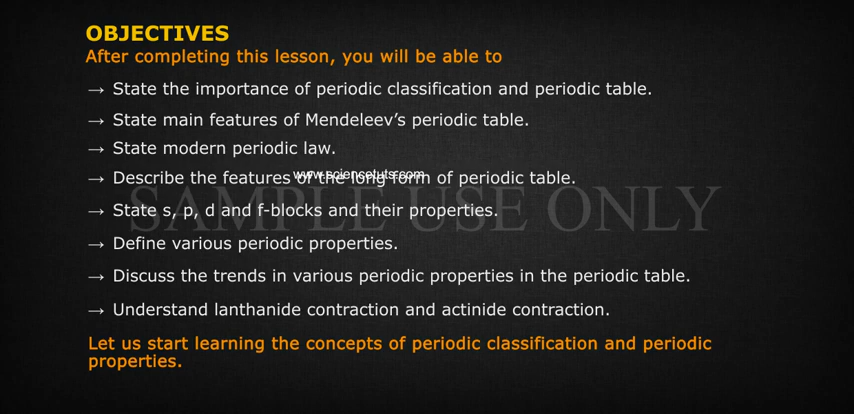 OBJECTIVES
After completing this lesson, you will be able to
→ State the importance of periodic classification and periodic table.
→ State main features of Mendeleev’s periodic table.
→ State modern periodic law.
www.sciencetuts.com
→ Describe the features of the long form of periodic table.
SAMPLE USE ONLY
→ State s, p, d and f-blocks and their properties.
→ Define various periodic properties.
→ Discuss the trends in various periodic properties in the periodic table.
→ Understand lanthanide contraction and actinide contraction.
Let us start learning the concepts of periodic classification and periodic
properties.